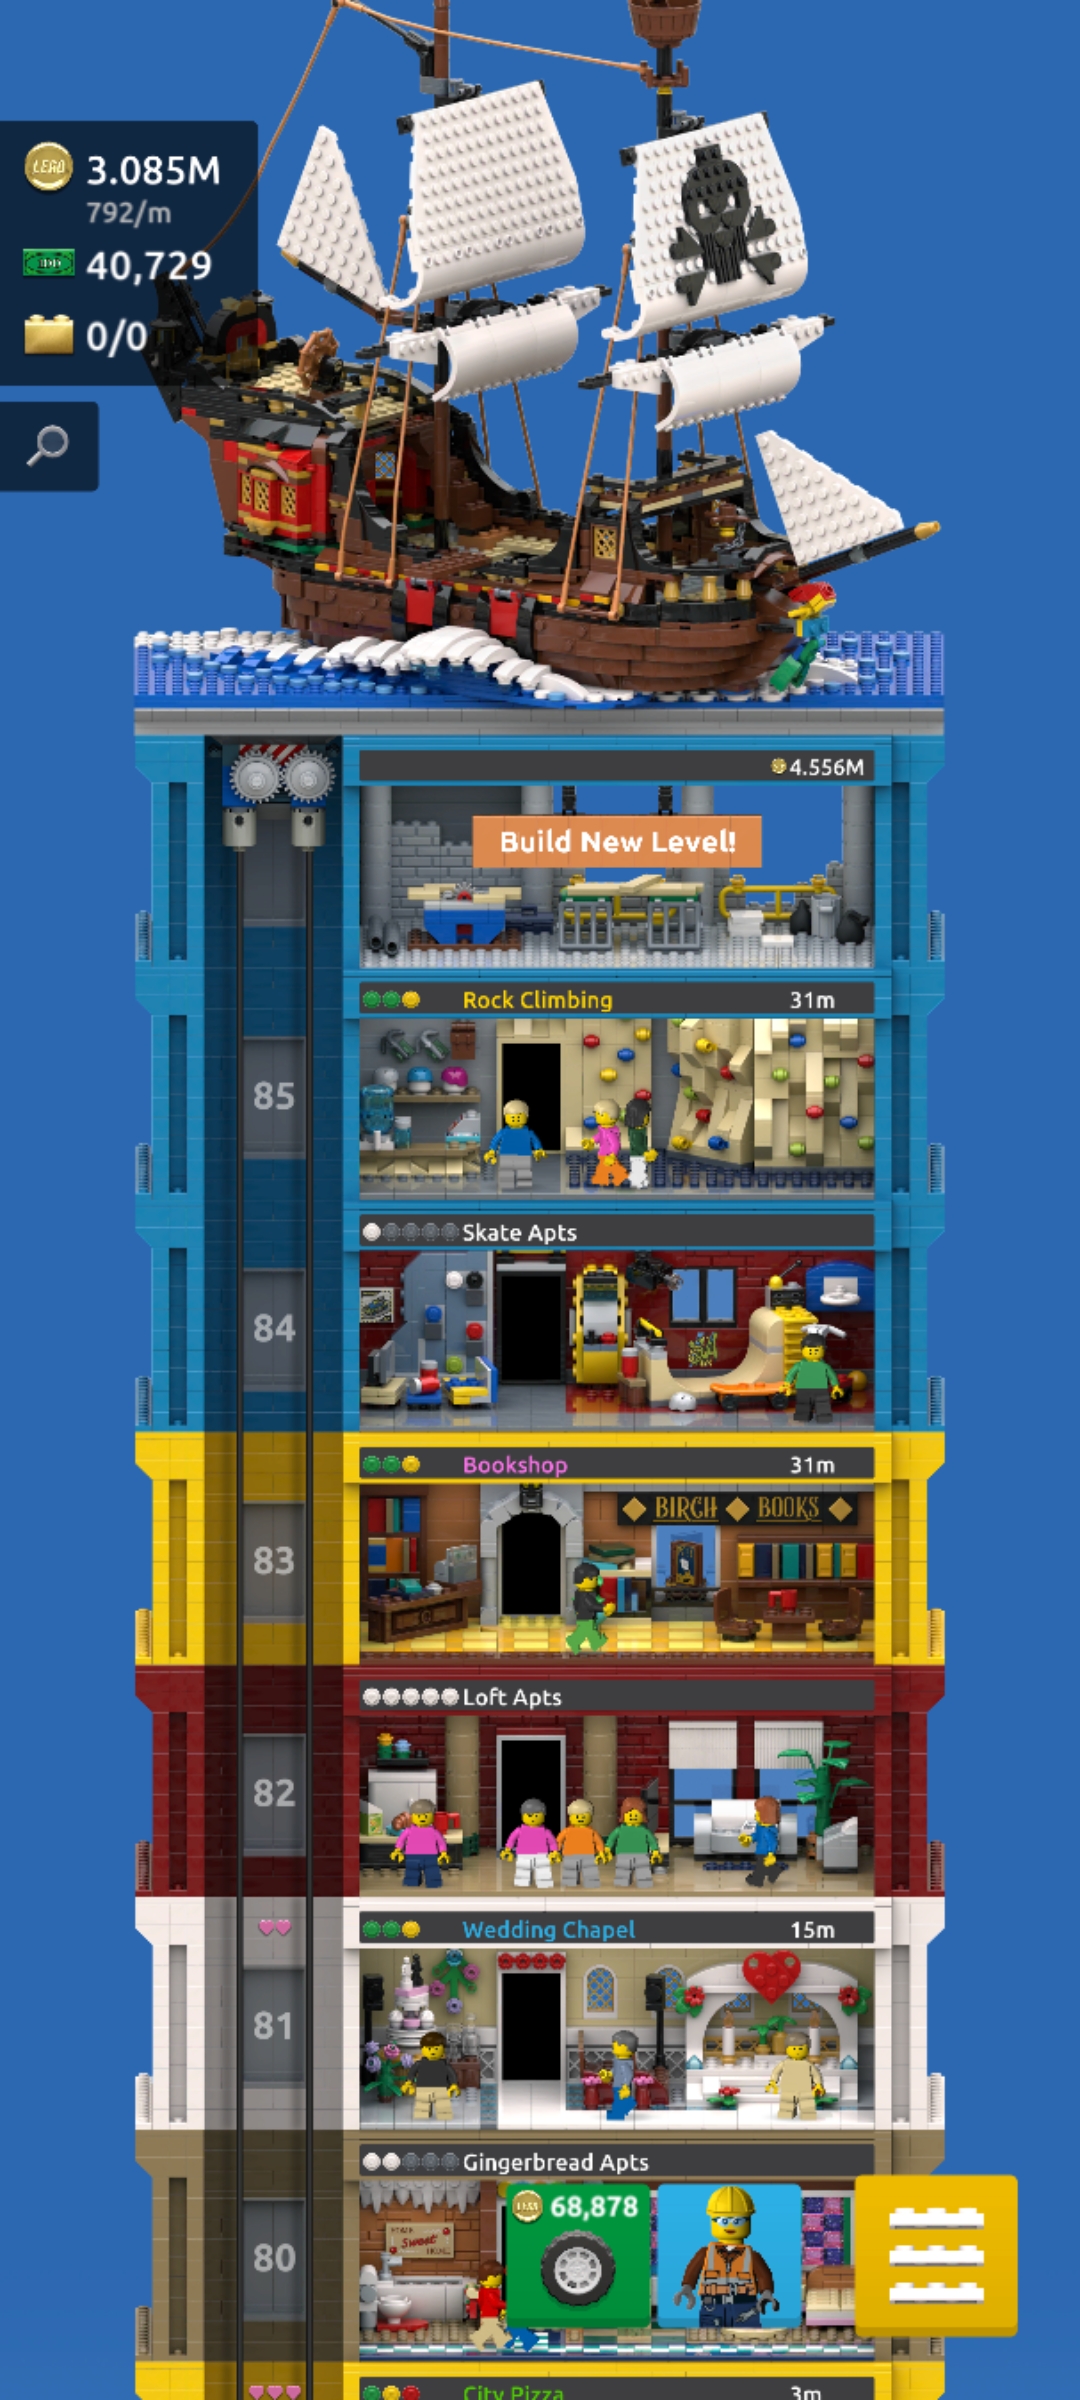 LEGO
3.085M
792/m
40,729
0/0
4.556M
Build New Level!
Rock Climbing
31m
85
Skate Apts
84
Bookshop
31m
BIRCH BOOKS
83
Loft Apts
82
Wedding Chapel
15m
81
Gingerbread Apts
HOME
Sweet
HOME
68,878
80
City Pizza
3m